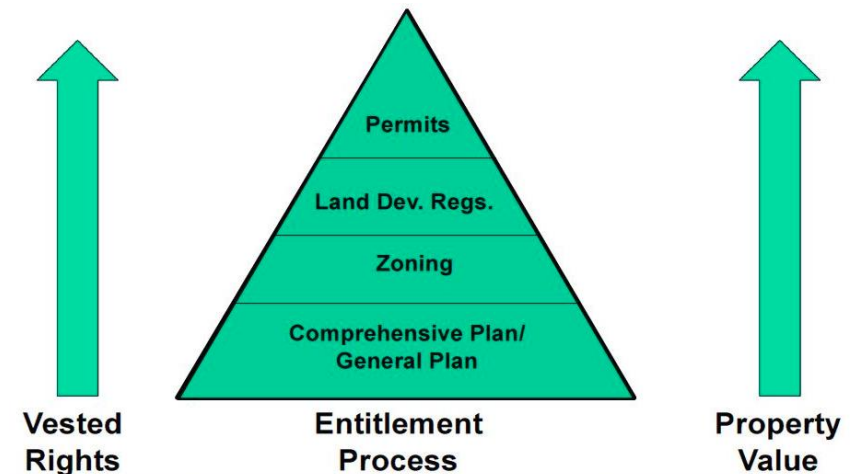 Permits
Land Dev. Regs.
Zoning
Comprehensive Plan/
General Plan
Vested
Rights
Entitlement
Process
Property
Value